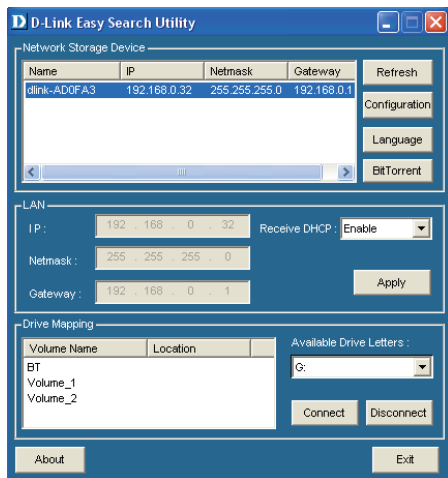 D D-Link Easy Search Utility
Network Storage Device
Name IP Netmask Gateway
dlink-AD0FA3 192.168.0.32 255.255.255.0 192.168.0.1
Refresh
Configuration
Language
BitTorrent
LAN
IP : 192 . 168 . 0 . 32 Receive DHCP : Enable
Netmask : 255 . 255 . 255 . 0
Gateway : 192 . 168 . 0 . 1
Apply
Drive Mapping
Volume Name Location
BT
Volume_1
Volume_2
Available Drive Letters :
G:
Connect Disconnect
About Exit